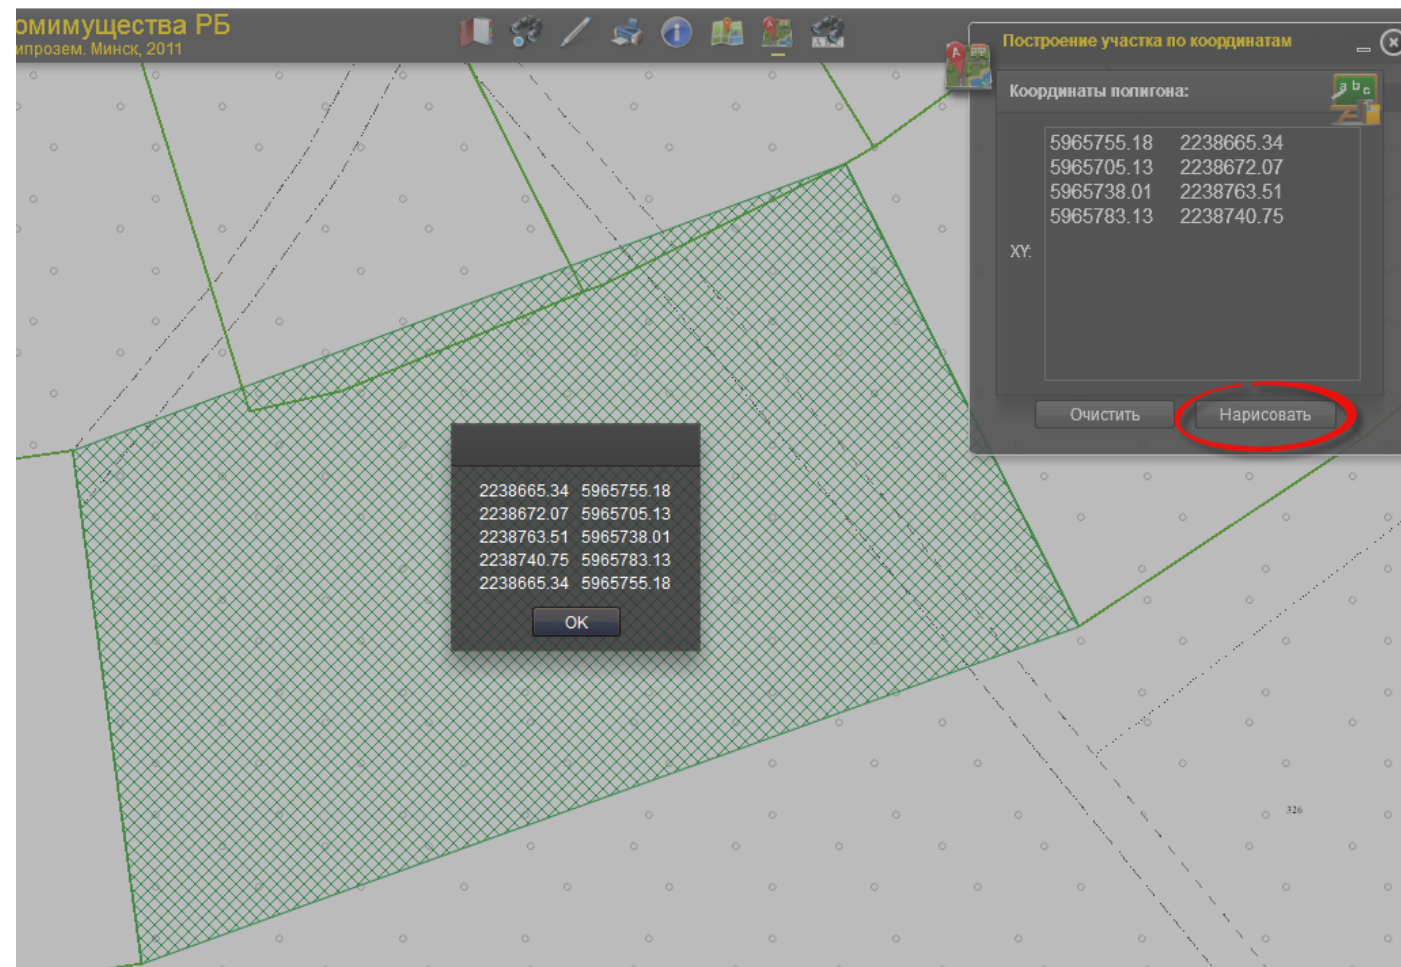 омимущества РБ
ипрозем. Минск, 2011
Построение участка по координатам
Координаты полигона:
a b c
5965755.18 2238665.34
5965705.13 2238672.07
5965738.01 2238763.51
5965783.13 2238740.75
XY:
Очистить Нарисовать
2238665.34 5965755.18
2238672.07 5965705.13
2238763.51 5965738.01
2238740.75 5965783.13
2238665.34 5965755.18
OK
326